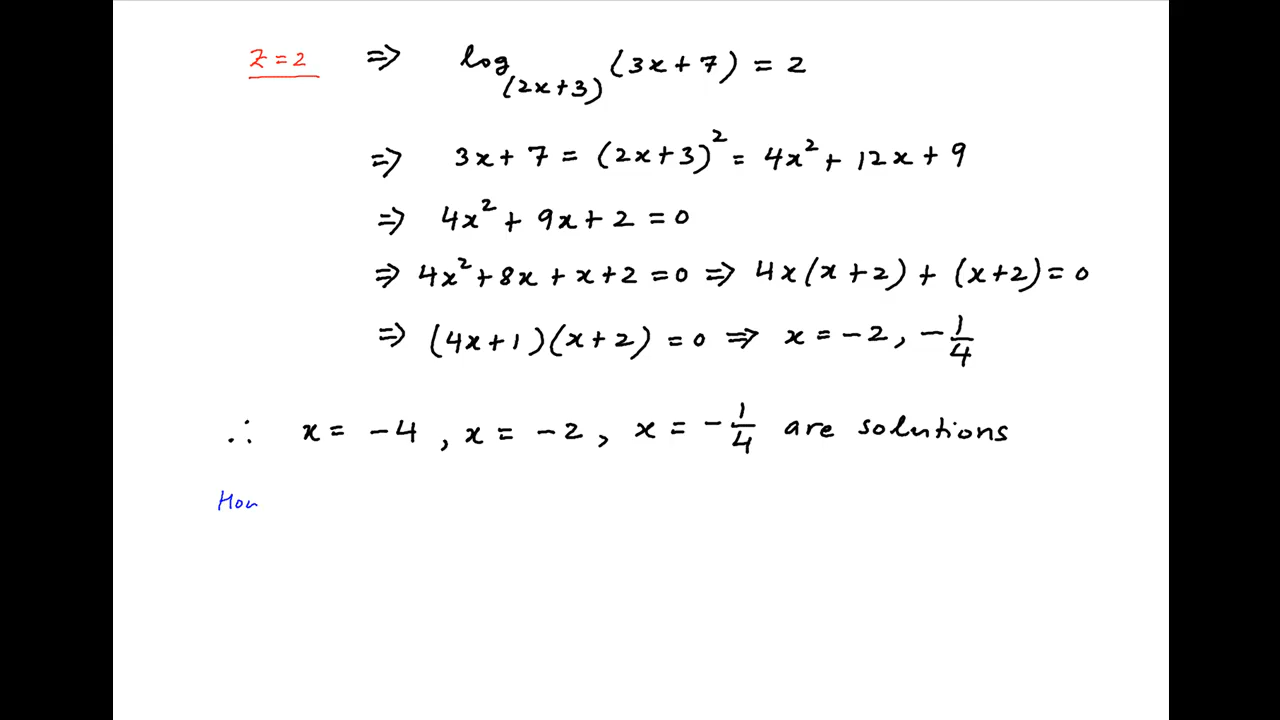 z = 2 ⇒ log_(2x+3) (3x + 7) = 2
⇒ 3x + 7 = (2x + 3)² = 4x² + 12x + 9
⇒ 4x² + 9x + 2 = 0
⇒ 4x² + 8x + x + 2 = 0 ⇒ 4x(x + 2) + (x + 2) = 0
⇒ (4x + 1)(x + 2) = 0 ⇒ x = -2, -1/4
∴ x = -4, x = -2, x = -1/4 are solutions